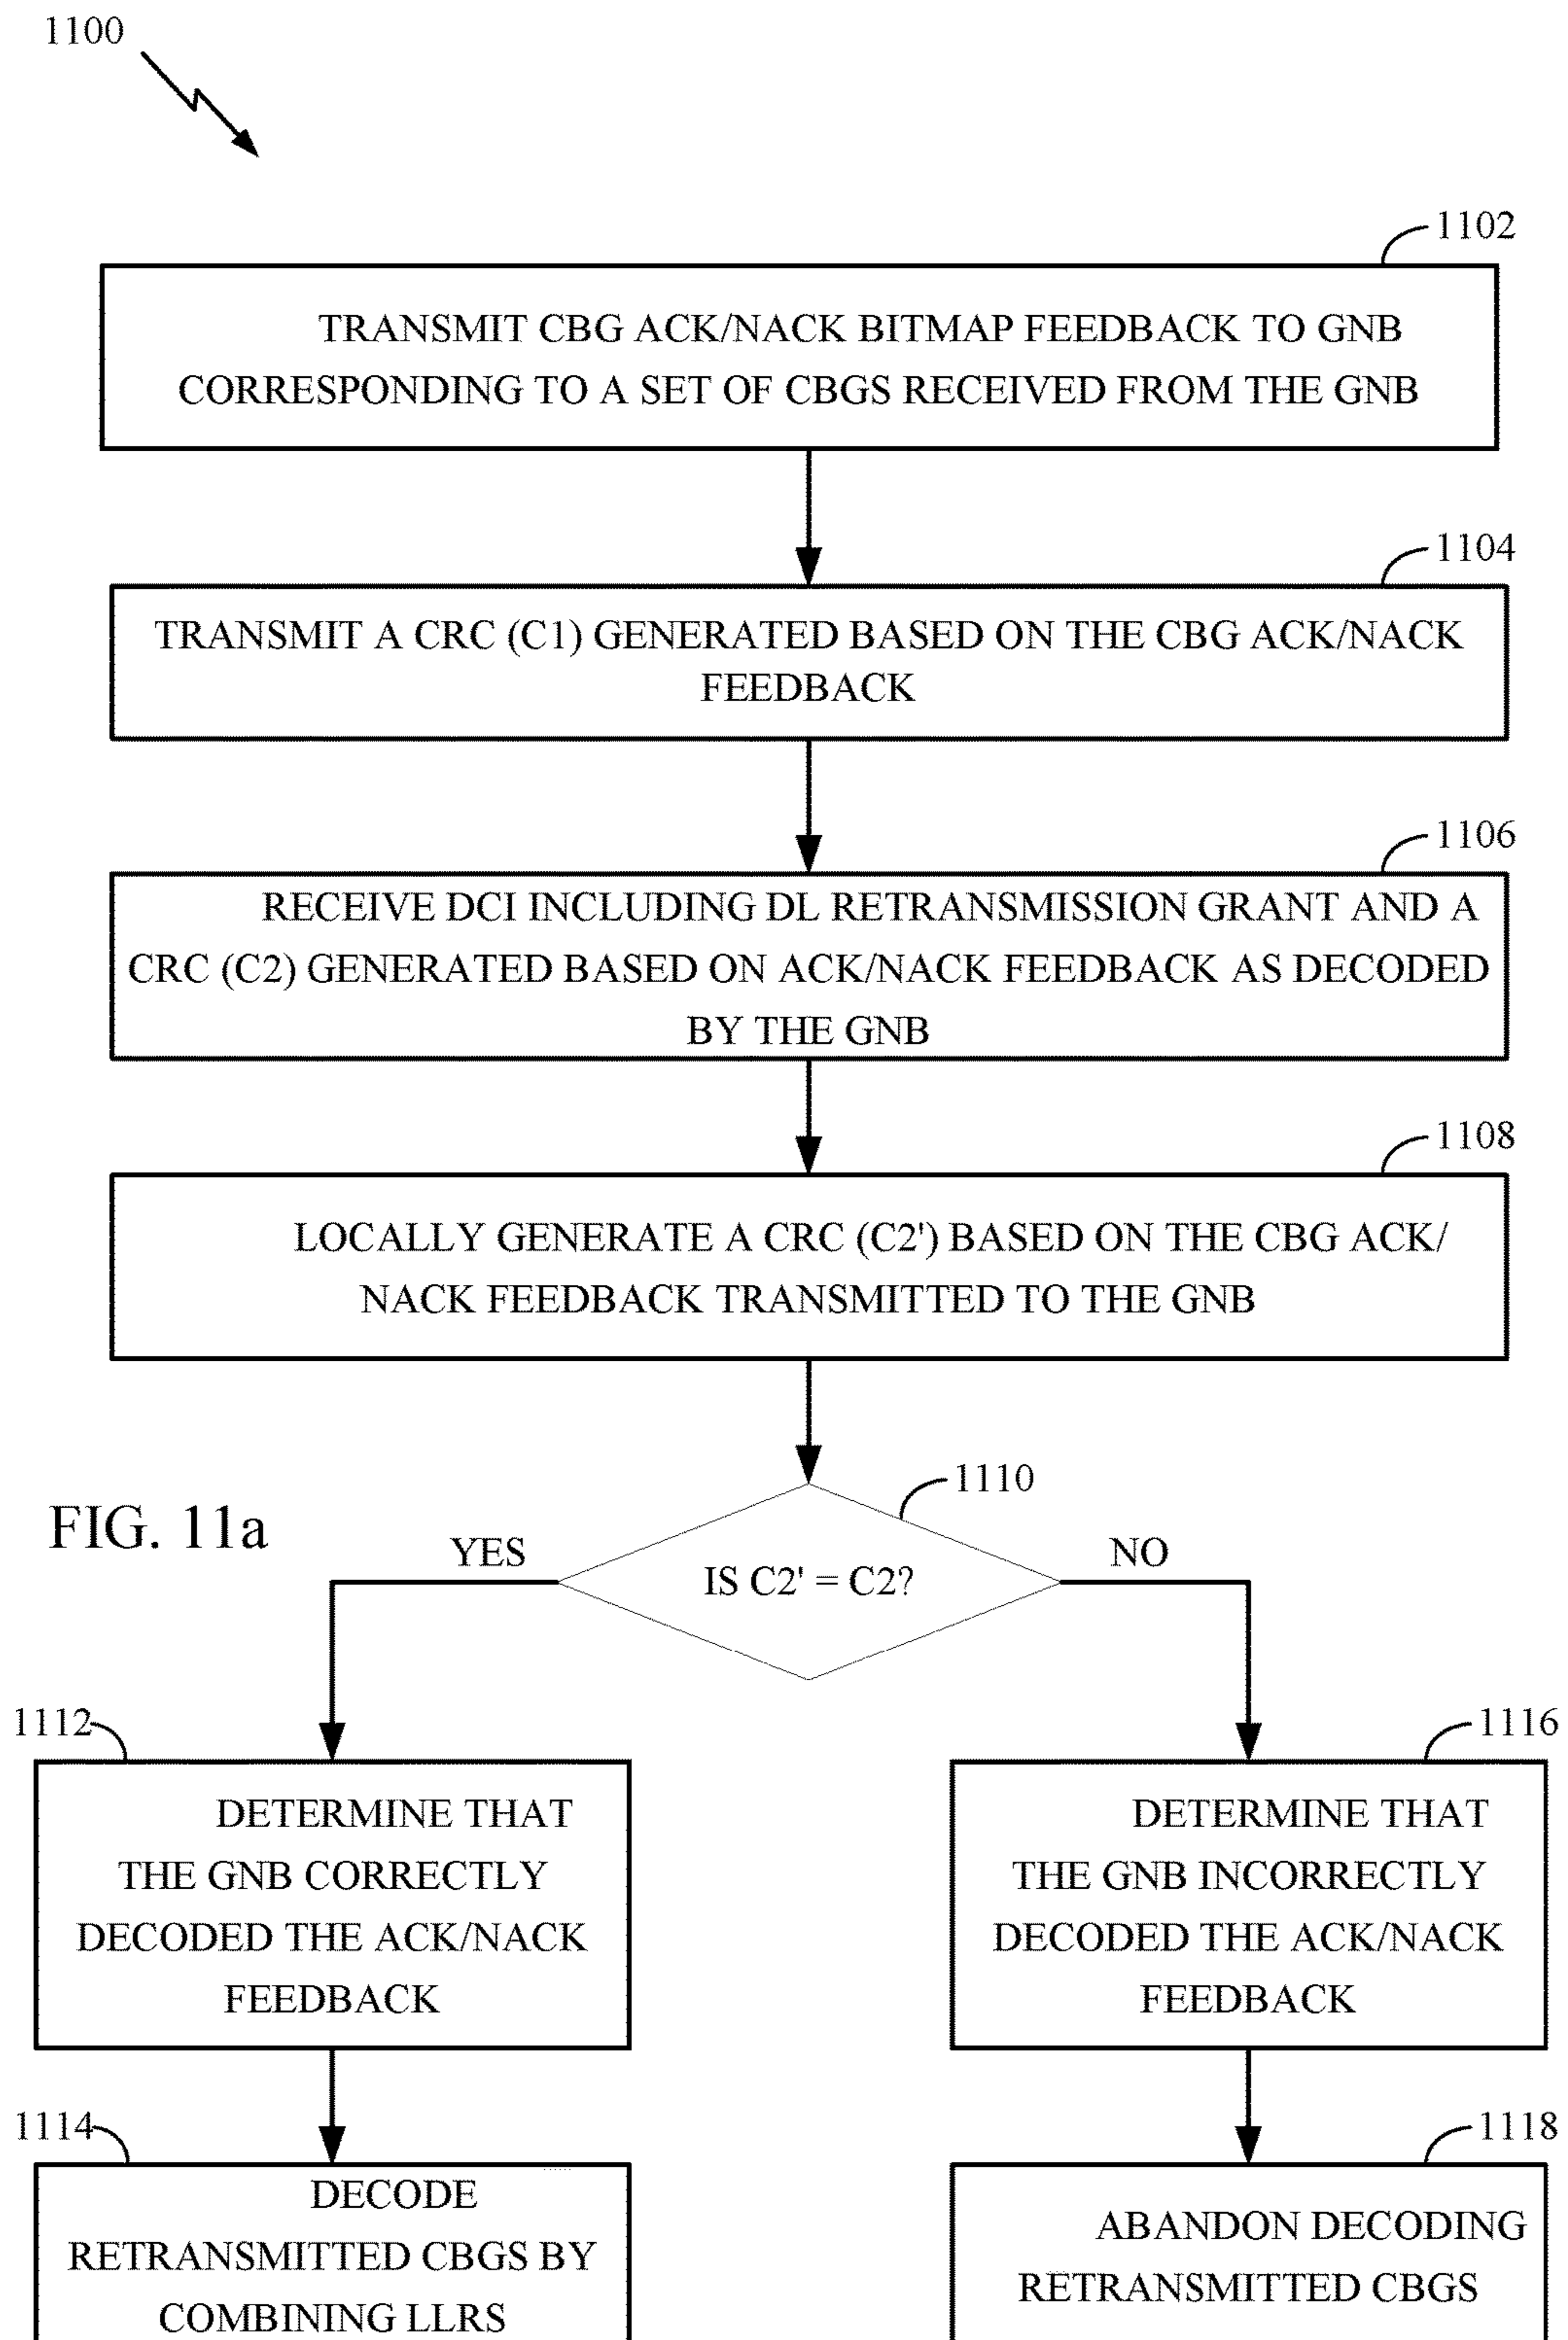 1100
1102
TRANSMIT CBG ACK/NACK BITMAP FEEDBACK TO GNB
CORRESPONDING TO A SET OF CBGS RECEIVED FROM THE GNB
1104
TRANSMIT A CRC (C1) GENERATED BASED ON THE CBG ACK/NACK
FEEDBACK
1106
RECEIVE DCI INCLUDING DL RETRANSMISSION GRANT AND A
CRC (C2) GENERATED BASED ON ACK/NACK FEEDBACK AS DECODED
BY THE GNB
1108
LOCALLY GENERATE A CRC (C2') BASED ON THE CBG ACK/
NACK FEEDBACK TRANSMITTED TO THE GNB
1110
FIG. 11a
YES
IS C2' = C2?
NO
1112
DETERMINE THAT
THE GNB CORRECTLY
DECODED THE ACK/NACK
FEEDBACK
1116
DETERMINE THAT
THE GNB INCORRECTLY
DECODED THE ACK/NACK
FEEDBACK
1114
DECODE
RETRANSMITTED CBGS BY
COMBINING LLRS
1118
ABANDON DECODING
RETRANSMITTED CBGS